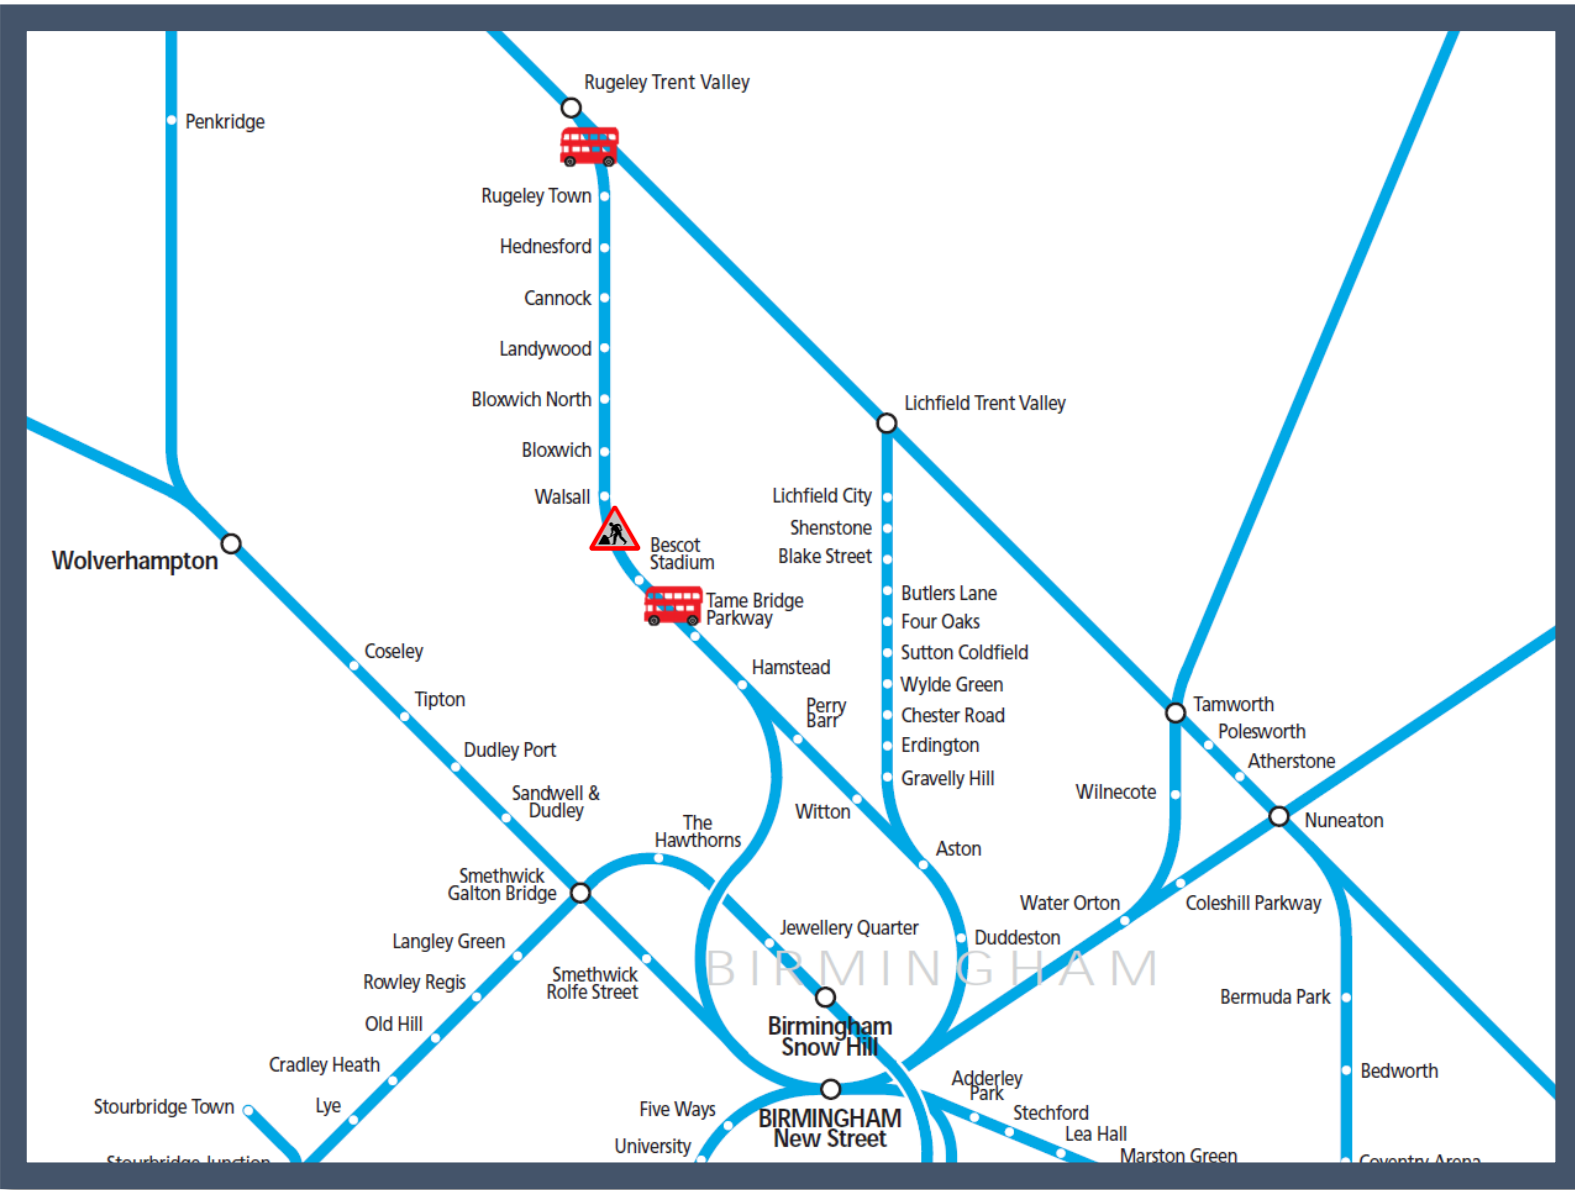 Rugeley Trent Valley
Penkridge
Rugeley Town
Hednesford
Cannock
Landywood
Bloxwich North
Lichfield Trent Valley
Bloxwich
Walsall
Lichfield City
Shenstone
Bescot
Stadium
Blake Street
Wolverhampton
Butlers Lane
Tame Bridge
Parkway
Four Oaks
Coseley
Sutton Coldfield
Hamstead
Wylde Green
Tipton
Perry
Barr
Tamworth
Chester Road
Polesworth
Dudley Port
Erdington
Atherstone
Gravelly Hill
Wilnecote
Sandwell &
Dudley
Witton
Nuneaton
The
Hawthorns
Aston
Smethwick
Galton Bridge
Water Orton
Coleshill Parkway
Jewellery Quarter
Duddeston
Langley Green
BIRMINGHAM
Smethwick
Rolfe Street
Rowley Regis
Bermuda Park
Old Hill
Birmingham
Snow Hill
Cradley Heath
Bedworth
Adderley
Park
Stourbridge Town
Lye
Five Ways
BIRMINGHAM
New Street
Stechford
Lea Hall
University
Marston Green
Stourbridge Junction
Coventry Arena